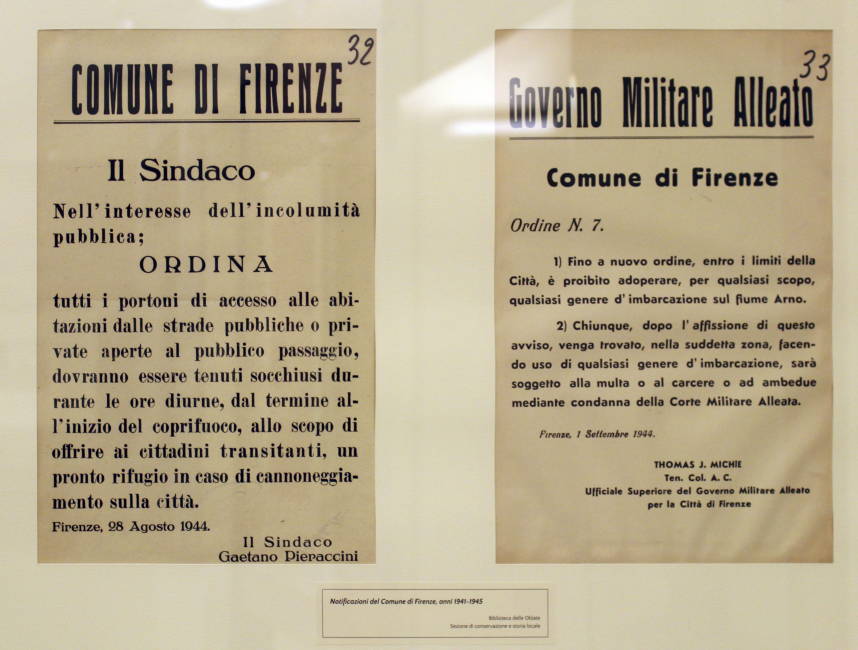 32
COMUNE DI FIRENZE
Il Sindaco
Nell'interesse dell'incolumità
pubblica;
ORDINA
tutti i portoni di accesso alle abi-
tazioni dalle strade pubbliche o pri-
vate aperte al pubblico passaggio,
dovranno essere tenuti socchiusi du-
rante le ore diurne, dal termine al-
l'inizio del coprifuoco, allo scopo di
offrire ai cittadini transitanti, un
pronto rifugio in caso di cannoneggia-
mento sulla città.
Firenze, 28 Agosto 1944.
Il Sindaco
Gaetano Pieraccini
33
Governo Militare Alleato
Comune di Firenze
Ordine N. 7.
1) Fino a nuovo ordine, entro i limiti della
Città, è proibito adoperare, per qualsiasi scopo,
qualsiasi genere d'imbarcazione sul fiume Arno.
2) Chiunque, dopo l'affissione di questo
avviso, venga trovato, nella suddetta zona, facen-
do uso di qualsiasi genere d'imbarcazione, sarà
soggetto alla multa o al carcere o ad ambedue
mediante condanna della Corte Militare Alleata.
Firenze, 1 Settembre 1944.
THOMAS J. MICHIE
Ten. Col. A. C.
Ufficiale Superiore del Governo Militare Alleato
per la Città di Firenze
Notificazioni del Comune di Firenze, anni 1941-1945
Biblioteca delle Oblate
Sezione di conservazione e storia locale